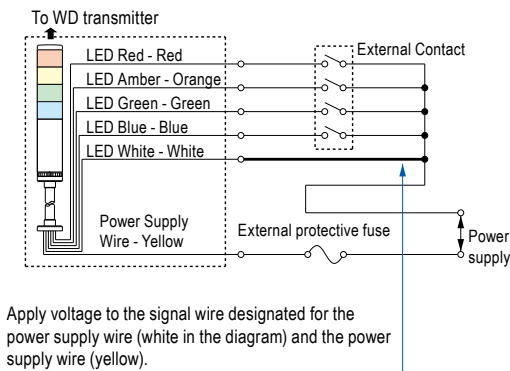 To WD transmitter
External Contact
LED Red - Red
LED Amber - Orange
LED Green - Green
LED Blue - Blue
LED White - White
Power Supply
Wire - Yellow
External protective fuse
Power
supply
Apply voltage to the signal wire designated for the
power supply wire (white in the diagram) and the power
supply wire (yellow).